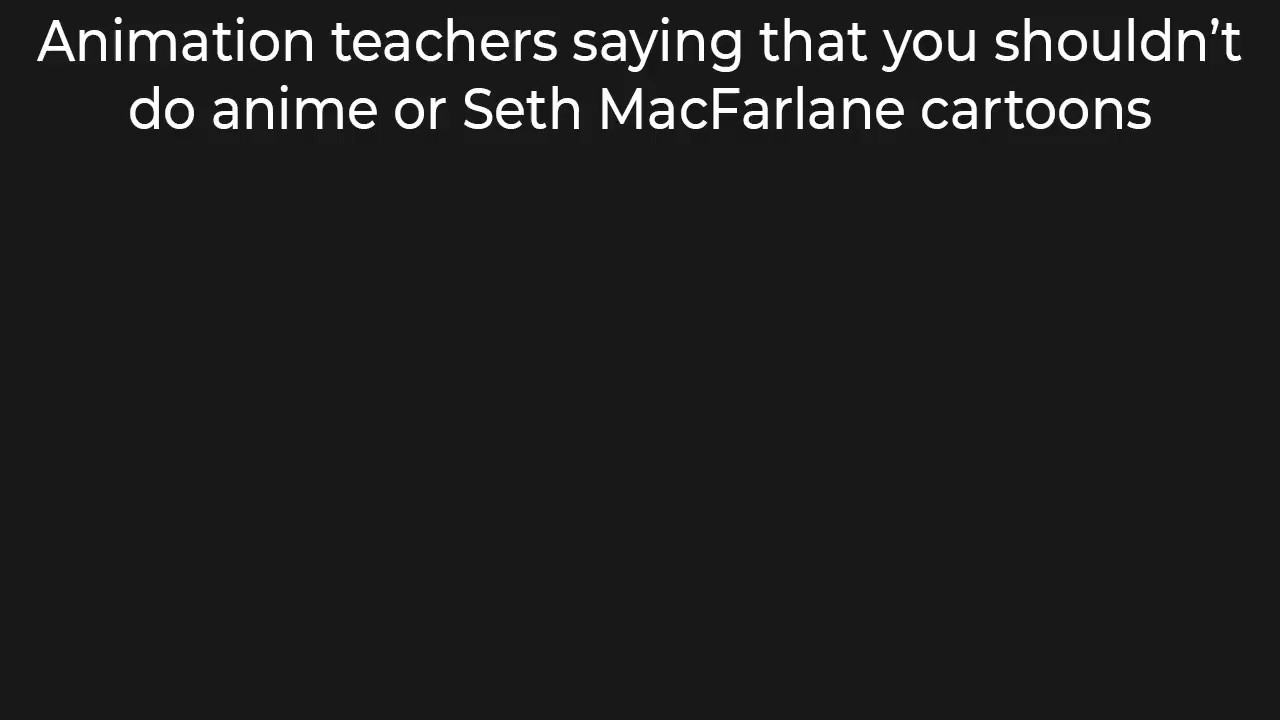 Animation teachers saying that you shouldn’t
do anime or Seth MacFarlane cartoons